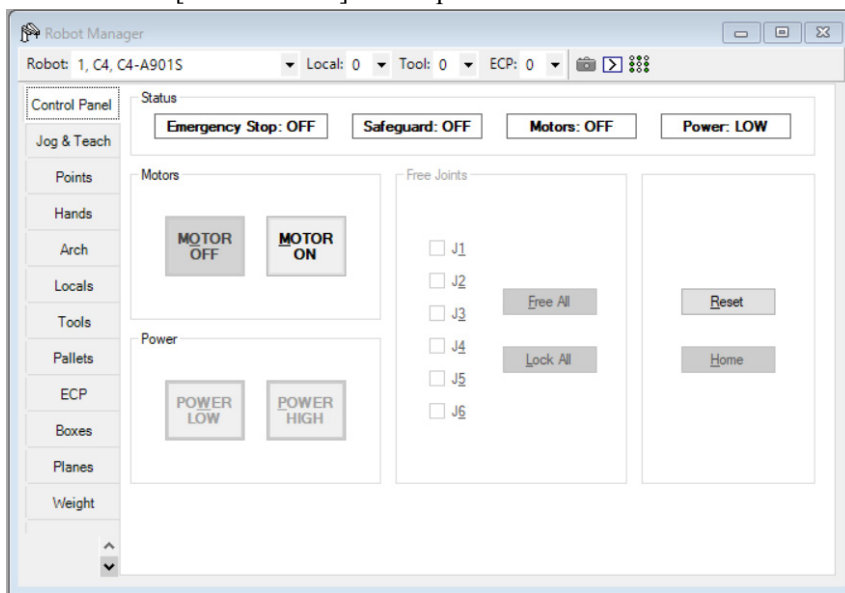 Robot Manager
Robot: 1, C4, C4-A901S Local: 0 Tool: 0 ECP: 0
Control Panel
Jog & Teach
Points
Hands
Arch
Locals
Tools
Pallets
ECP
Boxes
Planes
Weight
Status
Emergency Stop: OFF Safeguard: OFF Motors: OFF Power: LOW
Motors
MOTOR OFF
MOTOR ON
Power
POWER LOW
POWER HIGH
Free Joints
J1
J2
J3
J4
J5
J6
Free All
Lock All
Reset
Home